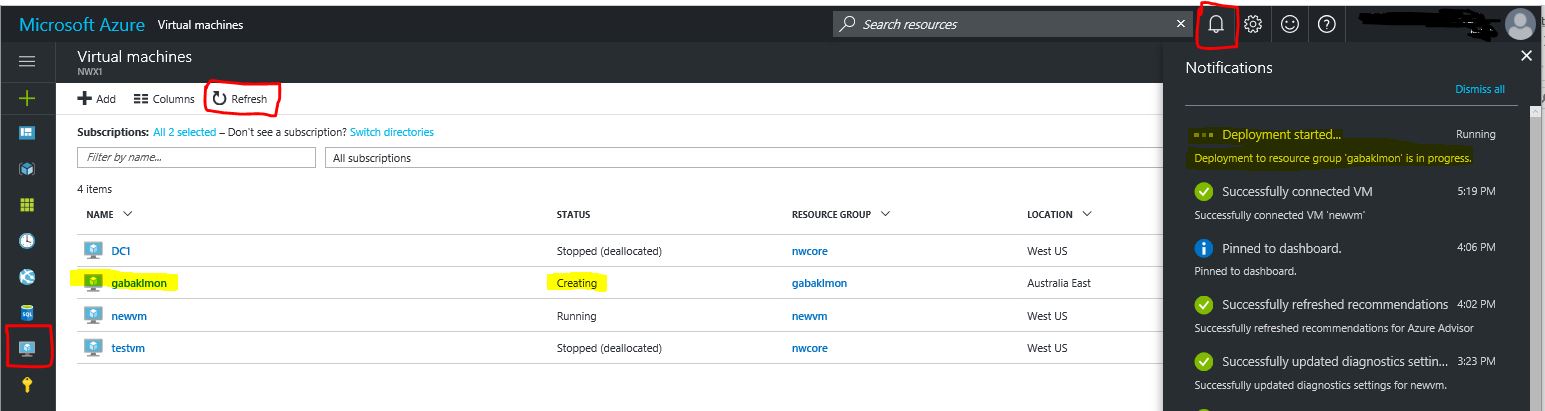 Microsoft Azure Virtual machines
Search resources
Virtual machines
NWX1
Add Columns Refresh
Subscriptions: All 2 selected – Don't see a subscription? Switch directories
Filter by name...
All subscriptions
4 items
NAME STATUS RESOURCE GROUP LOCATION
DC1 Stopped (deallocated) nwcore West US
gabaklmon Creating gabaklmon Australia East
newvm Running newvm West US
testvm Stopped (deallocated) nwcore West US
Notifications
Dismiss all
Deployment started... Running
Deployment to resource group 'gabaklmon' is in progress.
Successfully connected VM 5:19 PM
Successfully connected VM 'newvm'
Pinned to dashboard. 4:06 PM
Pinned to dashboard.
Successfully refreshed recommendations 4:02 PM
Successfully refreshed recommendations for Azure Advisor
Successfully updated diagnostics settin... 3:23 PM
Successfully updated diagnostics settings for newvm.
SQL